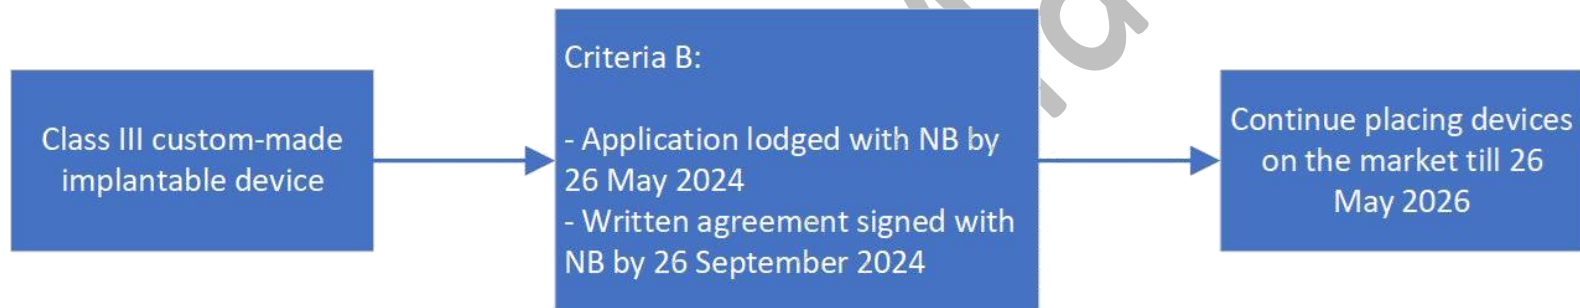 Class III custom-made
implantable device
Criteria B:
- Application lodged with NB by
26 May 2024
- Written agreement signed with
NB by 26 September 2024
Continue placing devices
on the market till 26
May 2026